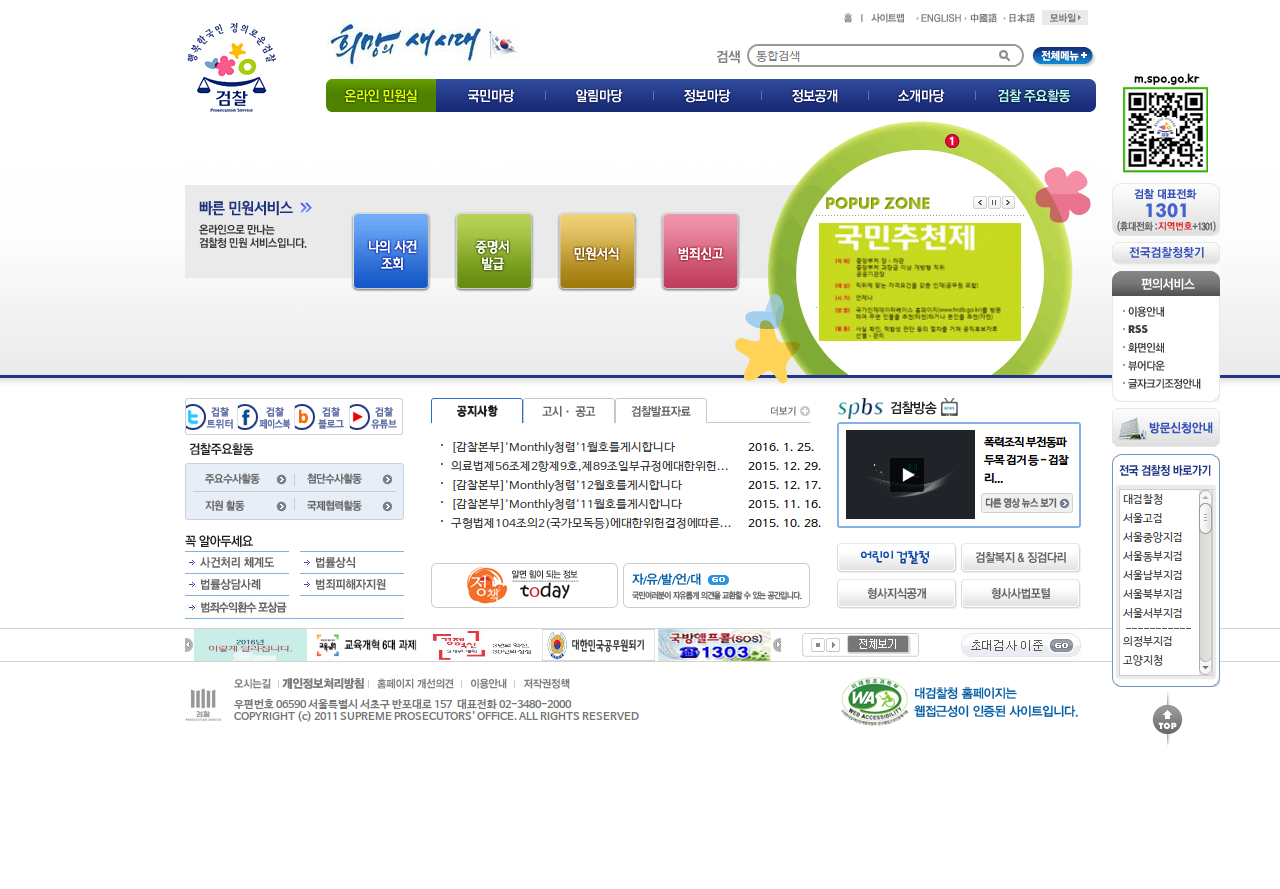 행복한국민 정의로운검찰
검찰
Prosecution Service
희망의 새시대
홈 | 사이트맵 · ENGLISH · 中國語 · 日本語 모바일
검색 통합검색 전체메뉴 +
온라인 민원실 국민마당 알림마당 정보마당 정보공개 소개마당 검찰 주요활동
m.spo.go.kr
검찰 대표전화
1301
(휴대전화 :지역번호+1301)
전국검찰청찾기
편의서비스
· 이용안내
· RSS
· 화면인쇄
· 뷰어다운
· 글자크기조정안내
방문신청안내
전국 검찰청 바로가기
대검찰청
서울고검
서울중앙지검
서울동부지검
서울남부지검
서울북부지검
서울서부지검
------------
의정부지검
고양지청
TOP
빠른 민원서비스
온라인으로 만나는
검찰청 민원 서비스입니다.
나의 사건
조회
증명서
발급
민원서식
범죄신고
1
POPUP ZONE
국민추천제
검찰
트위터
검찰
페이스북
검찰
블로그
검찰
유튜브
검찰주요활동
주요수사활동 첨단수사활동
지원 활동 국제협력활동
꼭 알아두세요
사건처리 체계도 법률상식
법률상담사례 범죄피해자지원
범죄수익환수 포상금
공지사항 고시 · 공고 검찰발표자료 더보기
· [감찰본부]'Monthly청렴'1월호를게시합니다 2016. 1. 25.
· 의료법제56조제2항제9호,제89조일부규정에대한위헌... 2015. 12. 29.
· [감찰본부]'Monthly청렴'12월호를게시합니다 2015. 12. 17.
· [감찰본부]'Monthly청렴'11월호를게시합니다 2015. 11. 16.
· 구형법제104조의2(국가모독등)에대한위헌결정에따른... 2015. 10. 28.
정책
알면 힘이 되는 정보
today
자/유/발/언/대 GO
국민여러분이 자유롭게 의견을 교환할 수 있는 공간입니다.
spbs 검찰방송
폭력조직 부전동파
두목 검거 등 - 검찰
리...
다른 영상 뉴스 보기
어린이 검찰청 검찰복지 & 징검다리
형사지식공개 형사사법포털
2016년
이렇게 달라집니다.
교육개혁 6대 과제
대한민국공무원되기
국방헬프콜(SOS)
1303
전체보기
초대검사 이준 GO
오시는길 | 개인정보처리방침 | 홈페이지 개선의견 | 이용안내 | 저작권정책
검찰
PROSECUTION SERVICE
우편번호 06590 서울특별시 서초구 반포대로 157 대표전화 02-3480-2000
COPYRIGHT (c) 2011 SUPREME PROSECUTORS' OFFICE. ALL RIGHTS RESERVED
WA
WEB ACCESSIBILITY
대검찰청 홈페이지는
웹접근성이 인증된 사이트입니다.